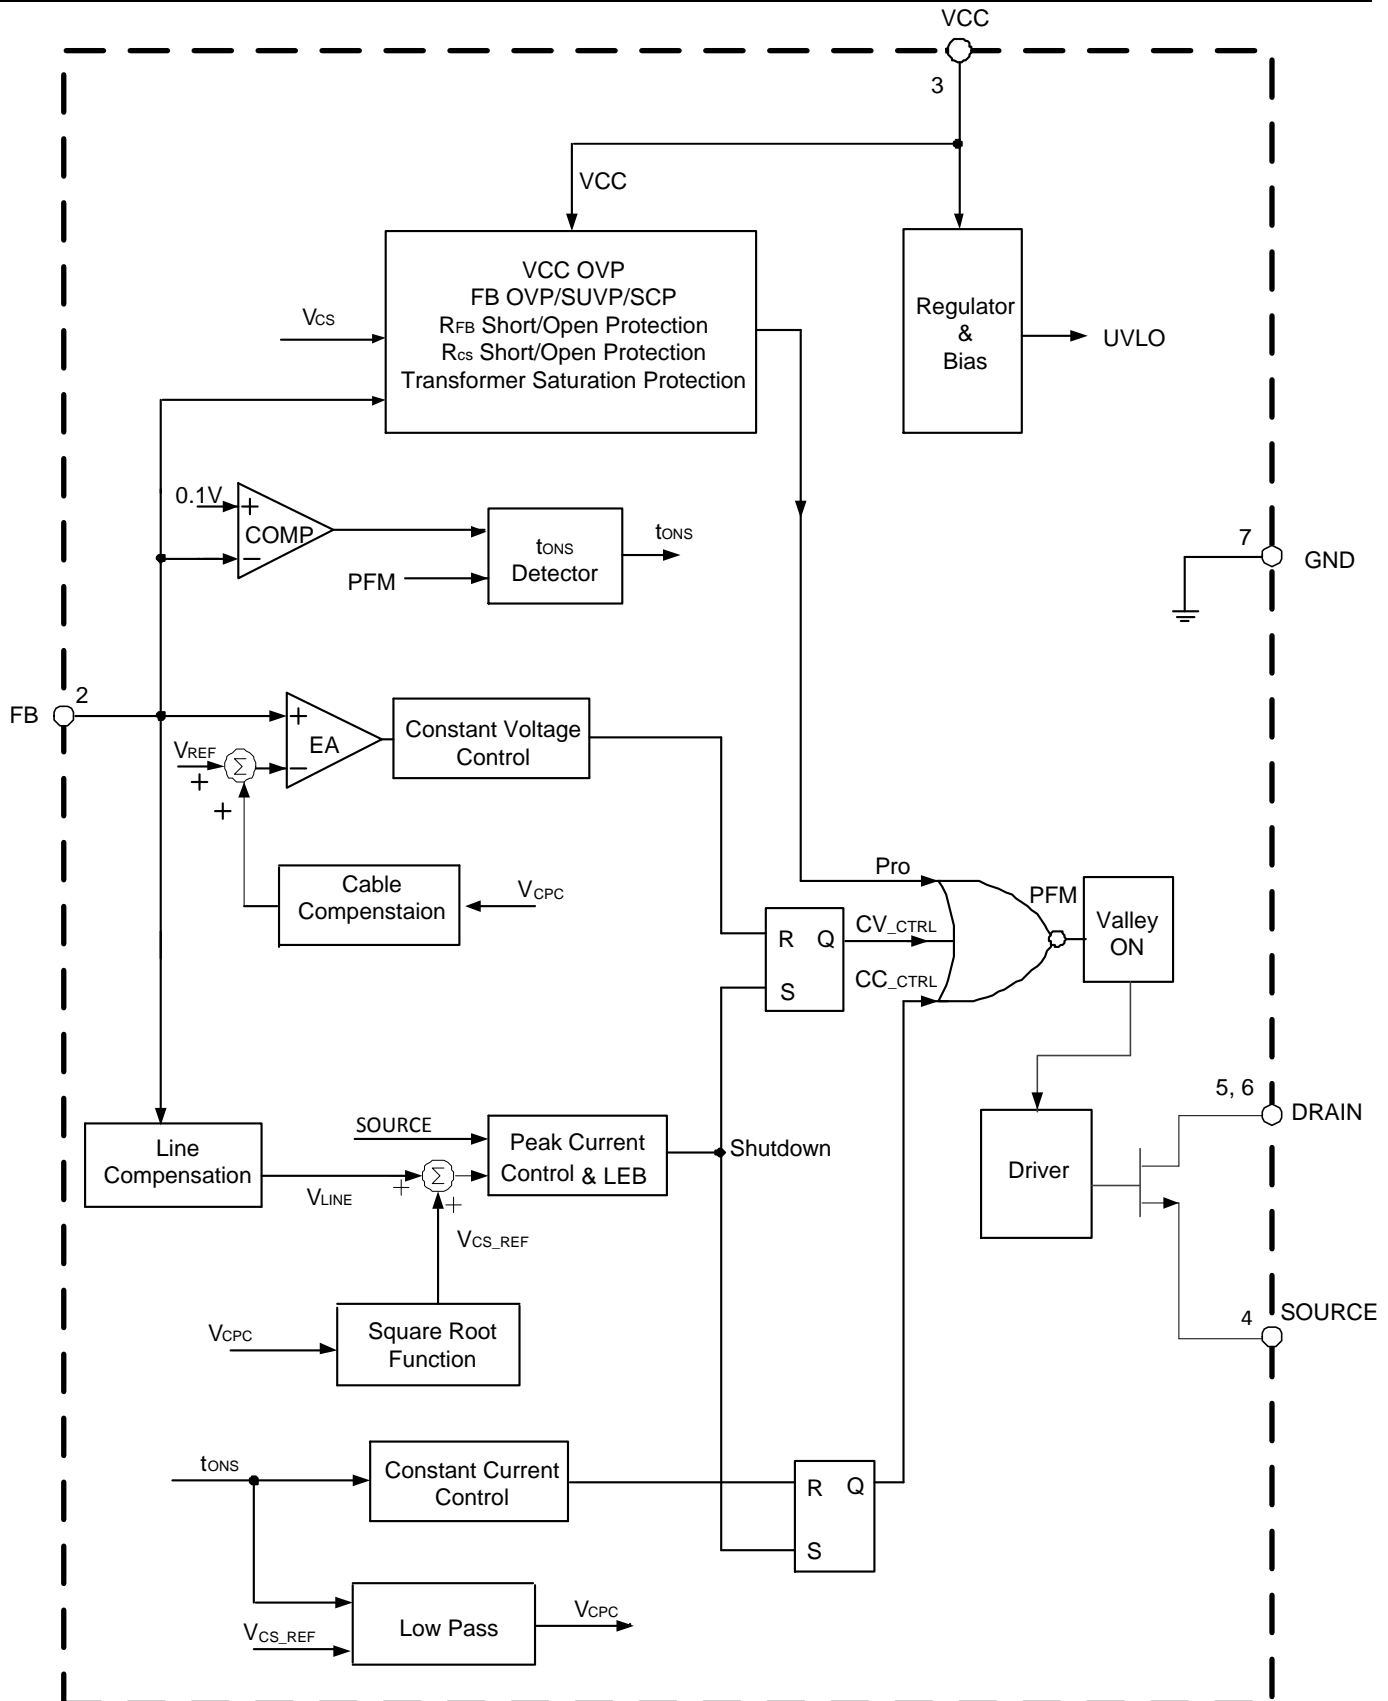 VCC
3
VCC
VCC OVP
FB OVP/SUVP/SCP
RFB Short/Open Protection
Rcs Short/Open Protection
Transformer Saturation Protection
VCS
Regulator
&
Bias
UVLO
0.1V
+
COMP
−
PFM
tONS
Detector
tONS
7
GND
FB
2
+
EA
−
VREF
+
Σ
+
Constant Voltage
Control
Cable
Compenstaion
VCPC
Pro
R Q
S
CV_CTRL
CC_CTRL
PFM
Valley
ON
5, 6
DRAIN
Driver
4
SOURCE
Line
Compensation
VLINE
SOURCE
+
Σ
+
Peak Current
Control & LEB
Shutdown
VCS_REF
VCPC
Square Root
Function
tONS
Constant Current
Control
R Q
S
VCS_REF
Low Pass
VCPC